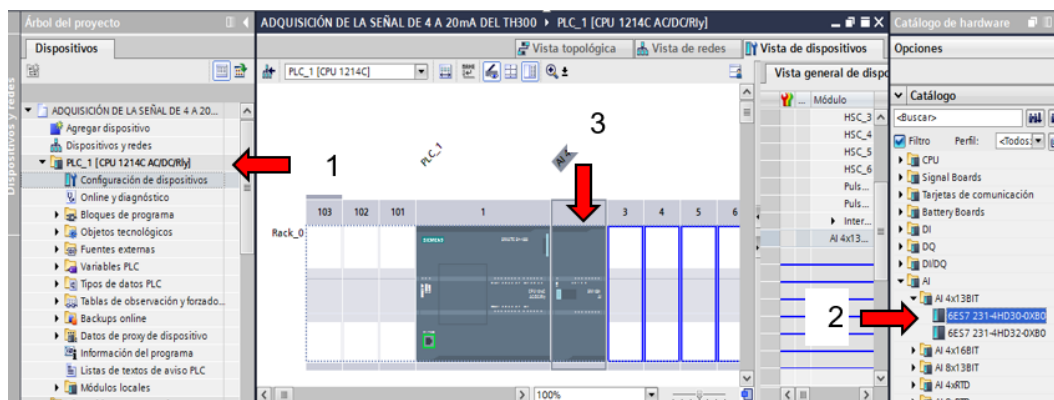 Árbol del proyecto
ADQUISICIÓN DE LA SEÑAL DE 4 A 20mA DEL TH300 ▸ PLC_1 [CPU 1214C AC/DC/Rly]
Catálogo de hardware
Dispositivos
Vista topológica
Vista de redes
Vista de dispositivos
Opciones
Dispositivos y redes
PLC_1 [CPU 1214C]
Vista general de dispo
ADQUISICIÓN DE LA SEÑAL DE 4 A 20...
Agregar dispositivo
Dispositivos y redes
PLC_1 [CPU 1214C AC/DC/Rly]
Configuración de dispositivos
Online y diagnóstico
Bloques de programa
Objetos tecnológicos
Fuentes externas
Variables PLC
Tipos de datos PLC
Tablas de observación y forzado...
Backups online
Datos de proxy de dispositivo
Información del programa
Listas de textos de aviso PLC
Módulos locales
1
3
PLC_1
103 102 101 1 3 4 5 6
Rack_0
SIEMENS
100%
... Módulo
HSC_3
HSC_4
HSC_5
HSC_6
Puls...
Puls...
Inter...
AI 4x13...
2
Catálogo
<Buscar>
Filtro Perfil: <Todos>
CPU
Signal Boards
Tarjetas de comunicación
Battery Boards
DI
DQ
DI/DQ
AI
AI 4x13BIT
6ES7 231-4HD30-0XB0
6ES7 231-4HD32-0XB0
AI 4x16BIT
AI 8x13BIT
AI 4xRTD